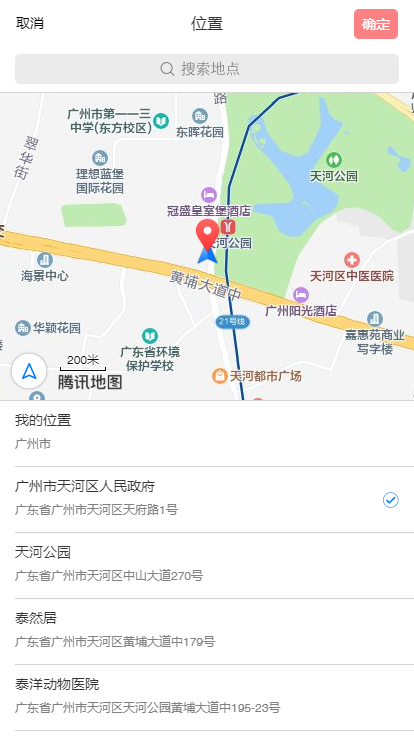 取消
位置
确定
搜索地点
路
广州市第一一三
中学(东方校区)
东晖花园
翠华街
理想蓝堡
国际花园
天河公园
冠盛皇室堡酒店
天河公园
海景中心
天河区中医医院
黄埔大道中
广州阳光酒店
21号线
华颖花园
嘉惠苑商业
写字楼
广东省环境
保护学校
200米
天河都市广场
腾讯地图
我的位置
广州市
广州市天河区人民政府
广东省广州市天河区天府路1号
天河公园
广东省广州市天河区中山大道270号
泰然居
广东省广州市天河区黄埔大道中179号
泰洋动物医院
广东省广州市天河区天河公园黄埔大道中195-23号